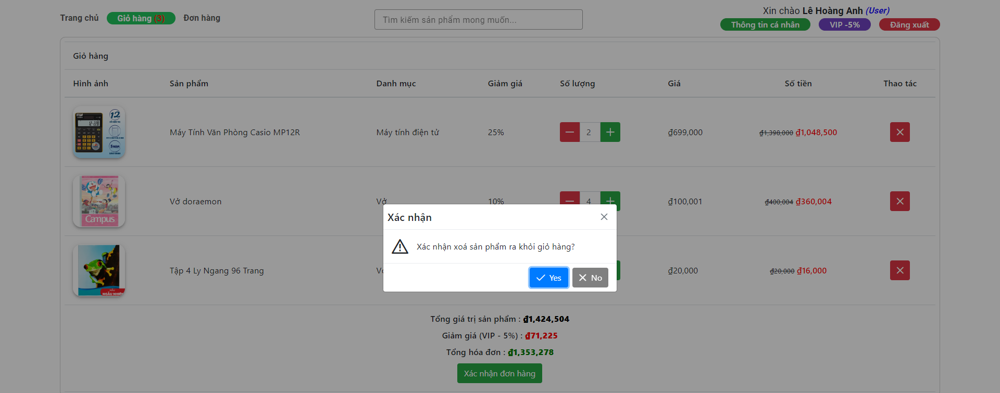 Trang chủ
Giỏ hàng (3)
Đơn hàng
Tìm kiếm sản phẩm mong muốn...
Xin chào Lê Hoàng Anh (User)
Thông tin cá nhân
VIP -5%
Đăng xuất
Giỏ hàng
Hình ảnh Sản phẩm Danh mục Giảm giá Số lượng Giá Số tiền Thao tác
12
5 NĂM
Máy Tính Văn Phòng Casio MP12R Máy tính điện tử 25% 2 ₫699,000 ₫1,398,000 ₫1,048,500
Campus
Vở doraemon Vở 10% 4 ₫100,001 ₫400,004 ₫360,004
NGẪU NHIÊN
Tập 4 Ly Ngang 96 Trang ₫20,000 ₫20,000 ₫16,000
Xác nhận
Xác nhận xoá sản phẩm ra khỏi giỏ hàng?
Yes
No
Tổng giá trị sản phẩm : ₫1,424,504
Giảm giá (VIP - 5%) : ₫71,225
Tổng hóa đơn : ₫1,353,278
Xác nhận đơn hàng